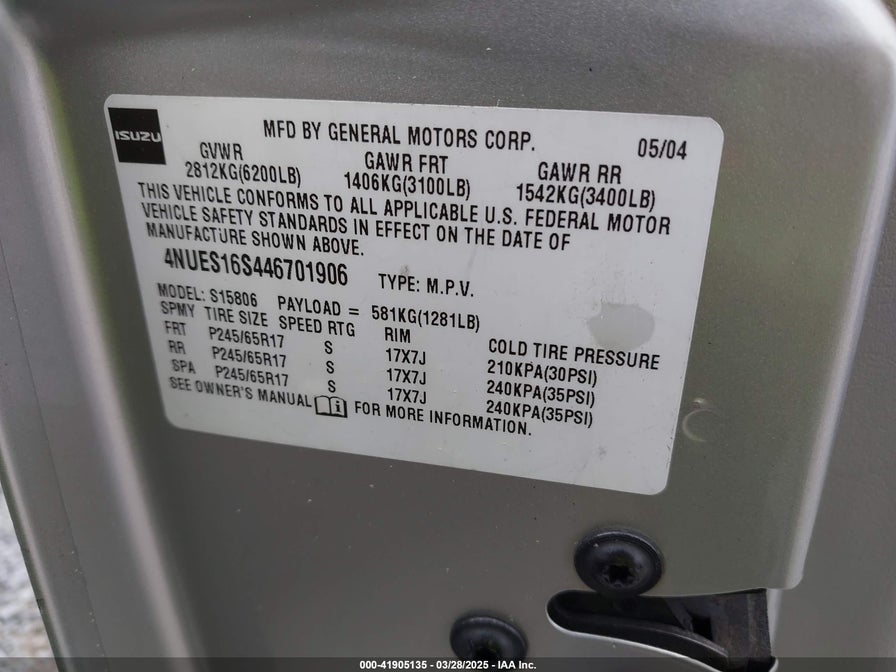 ISUZU
MFD BY GENERAL MOTORS CORP. 05/04
GVWR GAWR FRT GAWR RR
2812KG(6200LB) 1406KG(3100LB) 1542KG(3400LB)
THIS VEHICLE CONFORMS TO ALL APPLICABLE U.S. FEDERAL MOTOR
VEHICLE SAFETY STANDARDS IN EFFECT ON THE DATE OF
MANUFACTURE SHOWN ABOVE.
4NUES16S446701906 TYPE: M.P.V.
MODEL: S15806 PAYLOAD = 581KG(1281LB)
SPMY TIRE SIZE SPEED RTG RIM COLD TIRE PRESSURE
FRT P245/65R17 S 17X7J 210KPA(30PSI)
RR P245/65R17 S 17X7J 240KPA(35PSI)
SPA P245/65R17 S 17X7J 240KPA(35PSI)
SEE OWNER'S MANUAL FOR MORE INFORMATION.
000-41905135 — 03/28/2025 — IAA Inc.